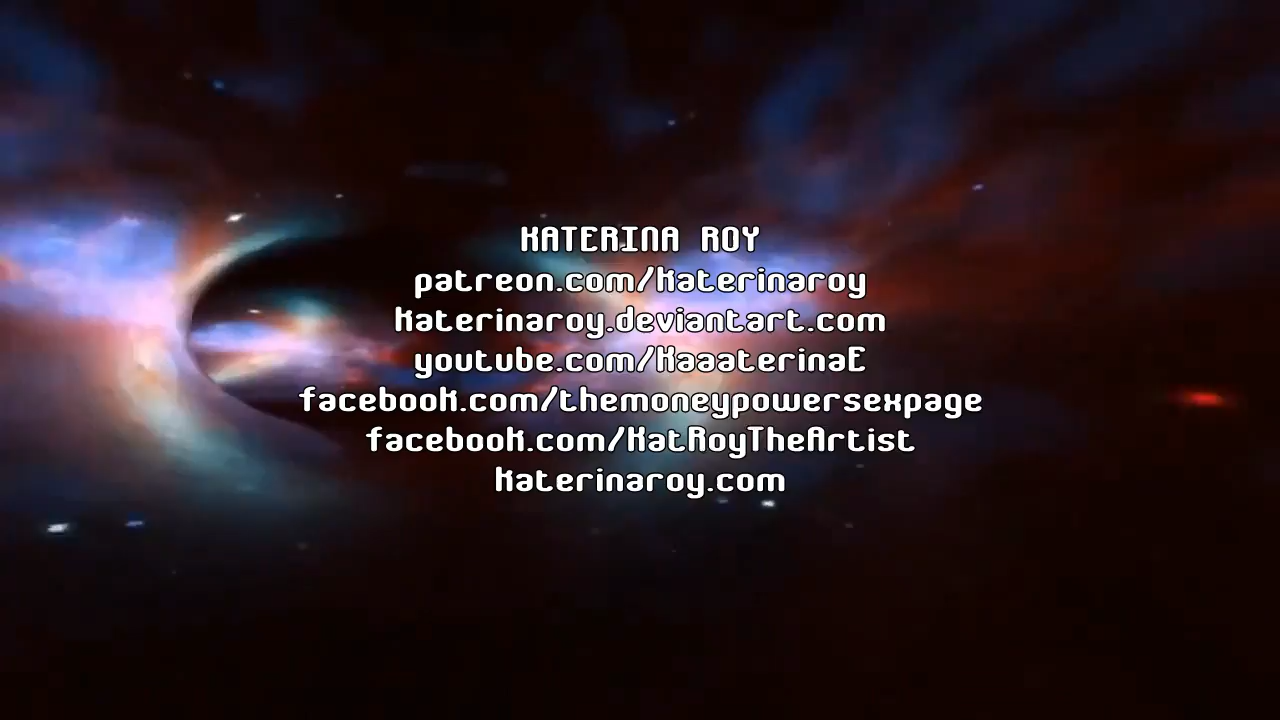 KATERINA ROY
patreon.com/katerinaroy
katerinaroy.deviantart.com
youtube.com/KaaaterinaE
facebook.com/themoneypowersexpage
facebook.com/KatRoyTheArtist
katerinaroy.com